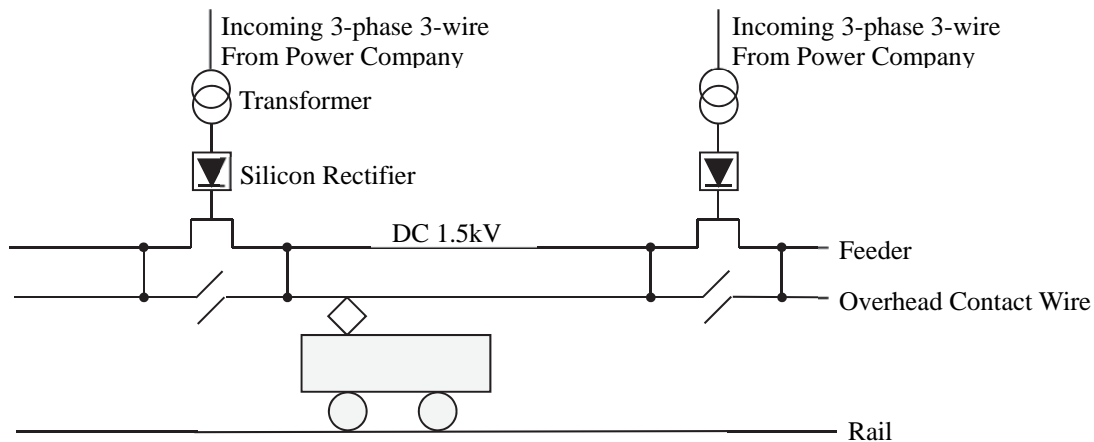 Incoming 3-phase 3-wire
From Power Company
Incoming 3-phase 3-wire
From Power Company
Transformer
Silicon Rectifier
DC 1.5kV
Feeder
Overhead Contact Wire
Rail